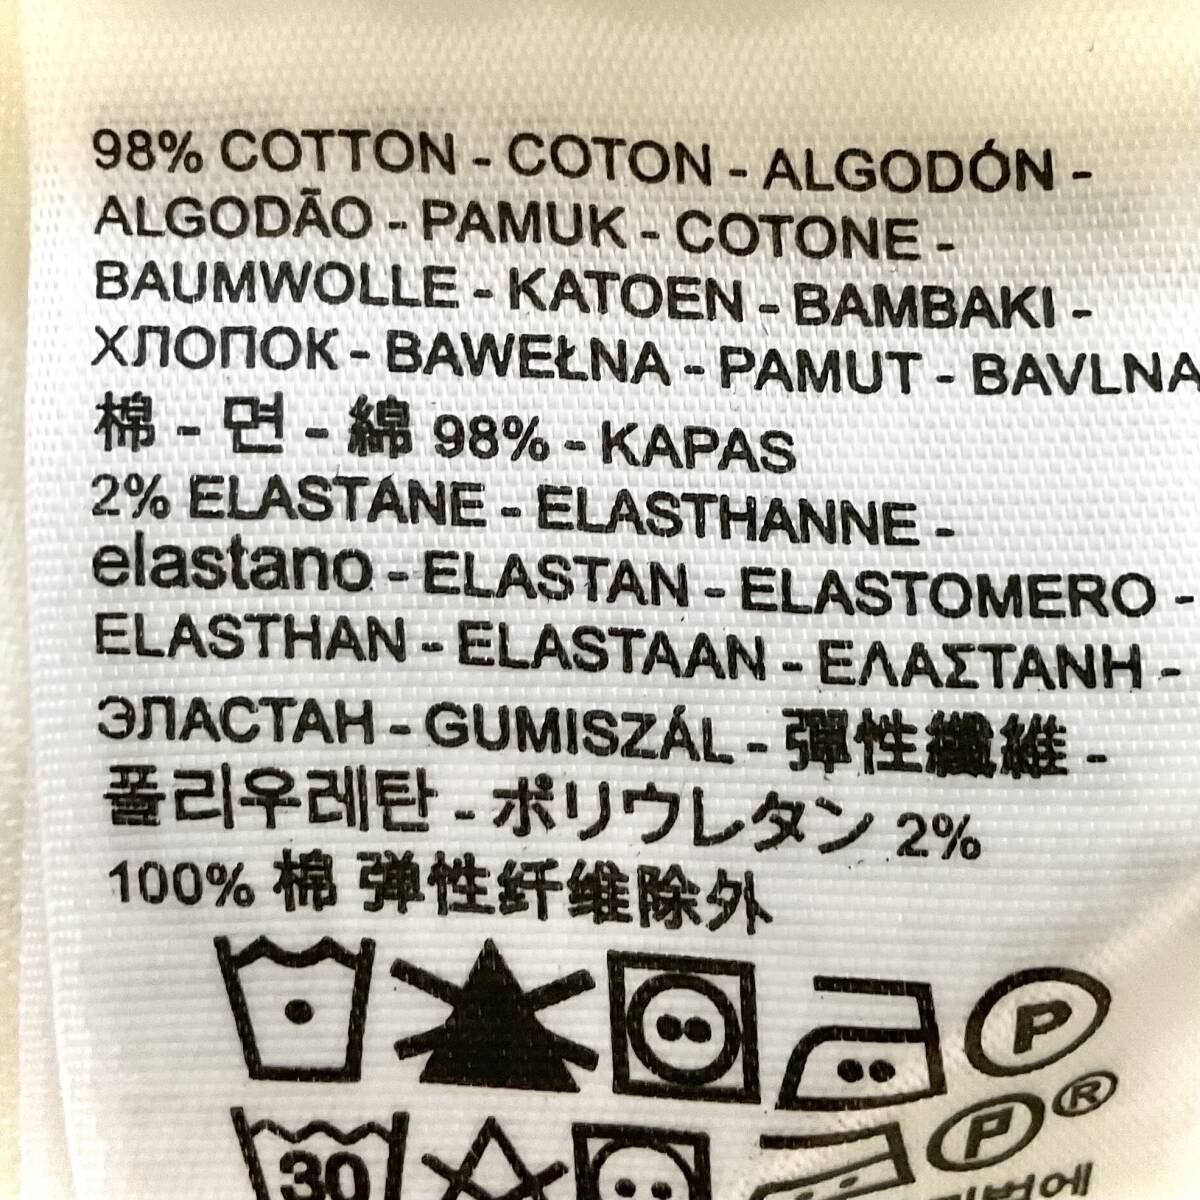 98% COTTON - COTON - ALGODÓN -
ALGODÃO - PAMUK - COTONE -
BAUMWOLLE - KATOEN - BAMBAKI -
ХЛОПОК - BAWEŁNA - PAMUT - BAVLNA
棉 - 면 - 綿 98% - KAPAS
2% ELASTANE - ELASTHANNE -
elastano - ELASTAN - ELASTOMERO -
ELASTHAN - ELASTAAN - ΕΛΑΣΤΑΝΗ -
ЭЛАСТАН - GUMISZÁL - 彈性纖維 -
폴리우레탄 - ポリウレタン 2%
100% 棉 弹性纤维除外
P
30 P ®